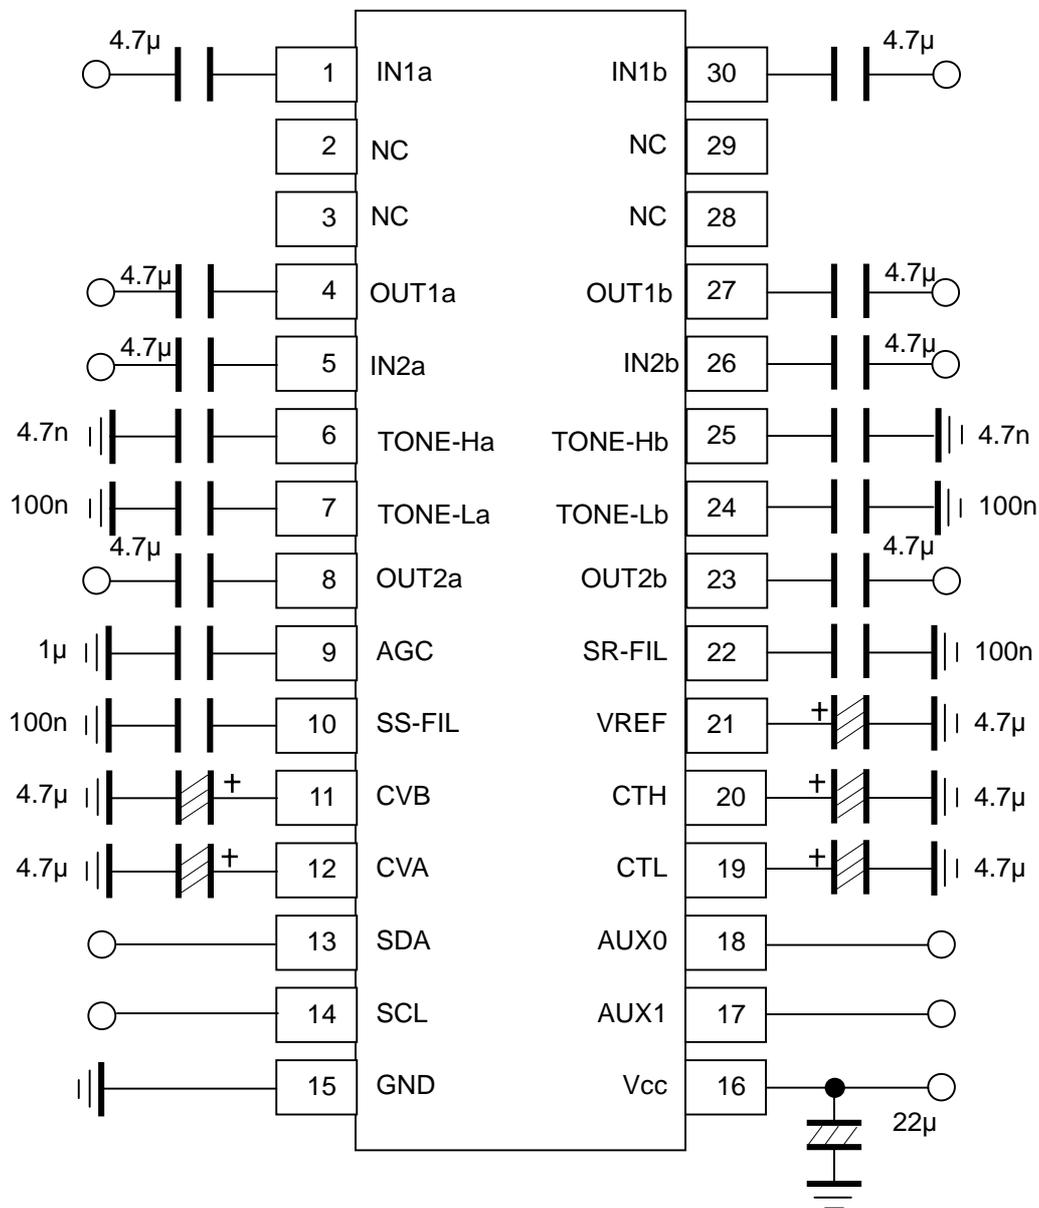 4.7µ 1 IN1a IN1b 30 4.7µ
2 NC NC 29
3 NC NC 28
4.7µ 4 OUT1a OUT1b 27 4.7µ
4.7µ 5 IN2a IN2b 26 4.7µ
4.7n 6 TONE-Ha TONE-Hb 25 4.7n
100n 7 TONE-La TONE-Lb 24 100n
4.7µ 8 OUT2a OUT2b 23 4.7µ
1µ 9 AGC SR-FIL 22 100n
100n 10 SS-FIL VREF 21 + 4.7µ
4.7µ + 11 CVB CTH 20 + 4.7µ
4.7µ + 12 CVA CTL 19 + 4.7µ
13 SDA AUX0 18
14 SCL AUX1 17
15 GND Vcc 16
22µ